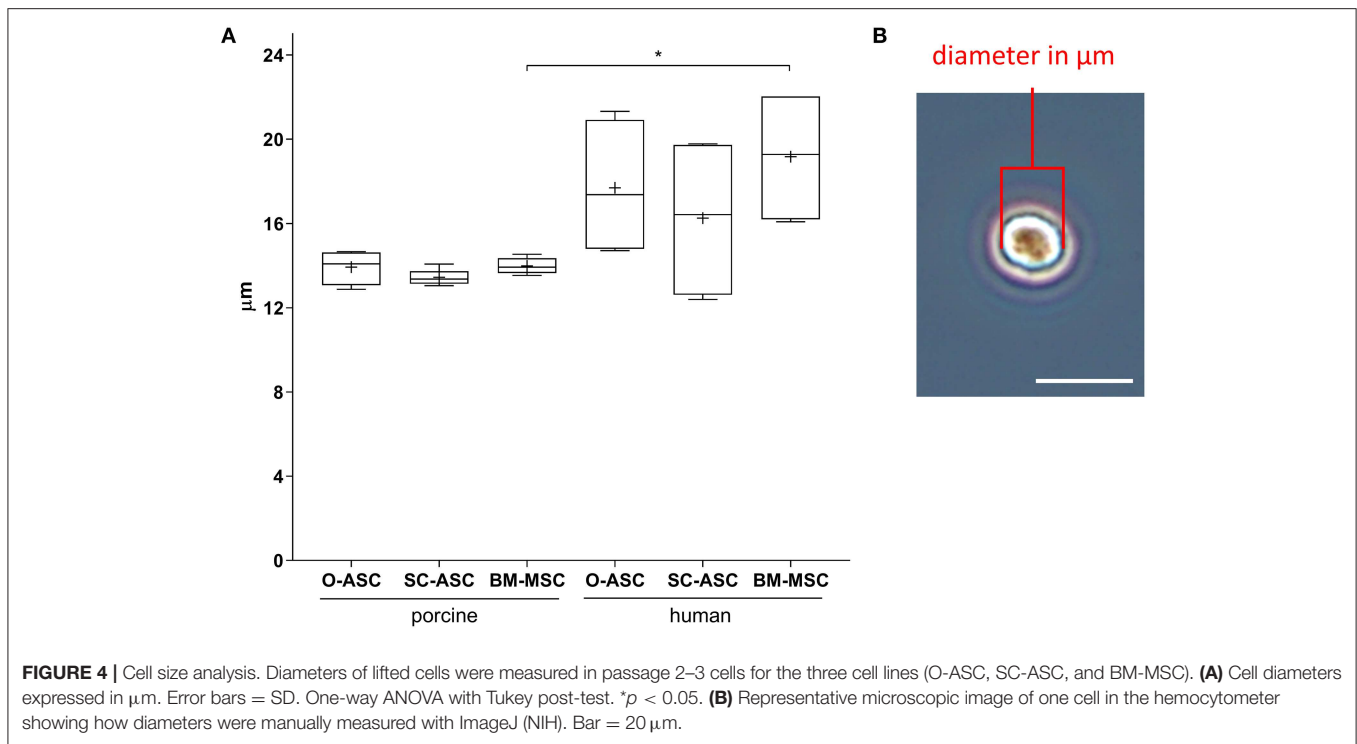 A
B
diameter in μm
24
*
20
16
12
8
4
0
μm
O-ASC SC-ASC BM-MSC O-ASC SC-ASC BM-MSC
porcine human
FIGURE 4 | Cell size analysis. Diameters of lifted cells were measured in passage 2–3 cells for the three cell lines (O-ASC, SC-ASC, and BM-MSC). (A) Cell diameters
expressed in μm. Error bars = SD. One-way ANOVA with Tukey post-test. *p < 0.05. (B) Representative microscopic image of one cell in the hemocytometer
showing how diameters were manually measured with ImageJ (NIH). Bar = 20 μm.